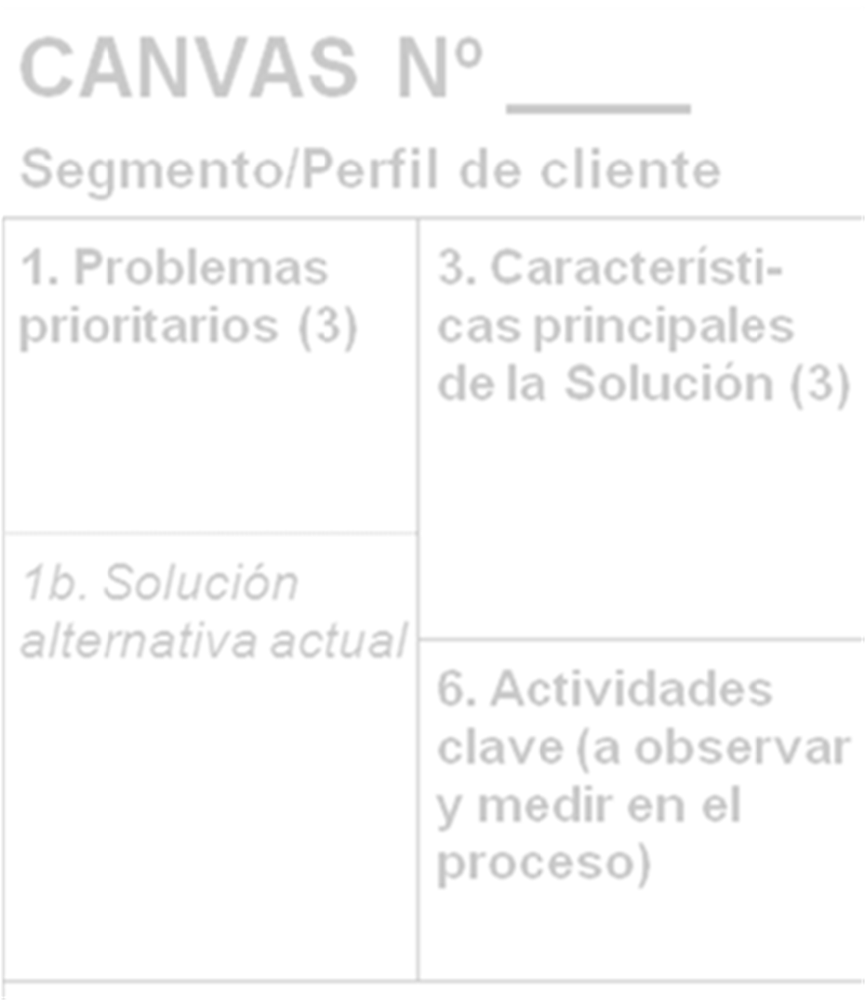 CANVAS Nº ____
Segmento/Perfil de cliente
1. Problemas
prioritarios (3)
1b. Solución
alternativa actual
3. Característi-
cas principales
de la Solución (3)
6. Actividades
clave (a observar
y medir en el
proceso)